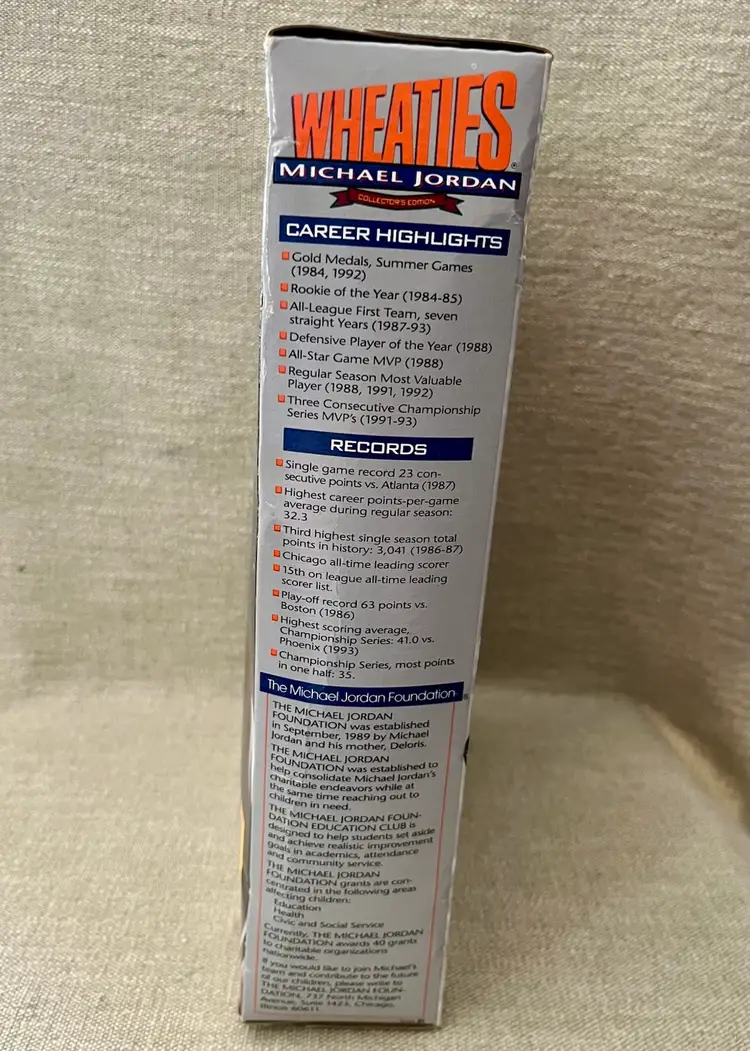 WHEATIES®
MICHAEL JORDAN
COLLECTOR'S EDITION
CAREER HIGHLIGHTS
Gold Medals, Summer Games
(1984, 1992)
Rookie of the Year (1984-85)
All-League First Team, seven
straight Years (1987-93)
Defensive Player of the Year (1988)
All-Star Game MVP (1988)
Regular Season Most Valuable
Player (1988, 1991, 1992)
Three Consecutive Championship
Series MVP's (1991-93)
RECORDS
Single game record 23 con-
secutive points vs. Atlanta (1987)
Highest career points-per-game
average during regular season:
32.3
Third highest single season total
points in history: 3,041 (1986-87)
Chicago all-time leading scorer
15th on league all-time leading
scorer list.
Play-off record 63 points vs.
Boston (1986)
Highest scoring average,
Championship Series: 41.0 vs.
Phoenix (1993)
Championship Series, most points
in one half: 35.
The Michael Jordan Foundation
THE MICHAEL JORDAN
FOUNDATION was established
in September, 1989 by Michael
Jordan and his mother, Deloris.
THE MICHAEL JORDAN
FOUNDATION was established to
help consolidate Michael Jordan's
charitable endeavors while at
the same time reaching out to
children in need.
THE MICHAEL JORDAN FOUN-
DATION EDUCATION CLUB is
designed to help students set aside
and achieve realistic improvement
goals in academics, attendance
and community service.
THE MICHAEL JORDAN
FOUNDATION grants are con-
centrated in the following areas
affecting children:
Education
Health
Civic and Social Service
Currently, THE MICHAEL JORDAN
FOUNDATION awards 40 grants
to charitable organizations
nationwide.
If you would like to join Michael's
team and contribute to the future
of our children, please write to
THE MICHAEL JORDAN FOUN-
DATION, 737 North Michigan
Avenue, Suite 1423, Chicago,
Illinois 60611